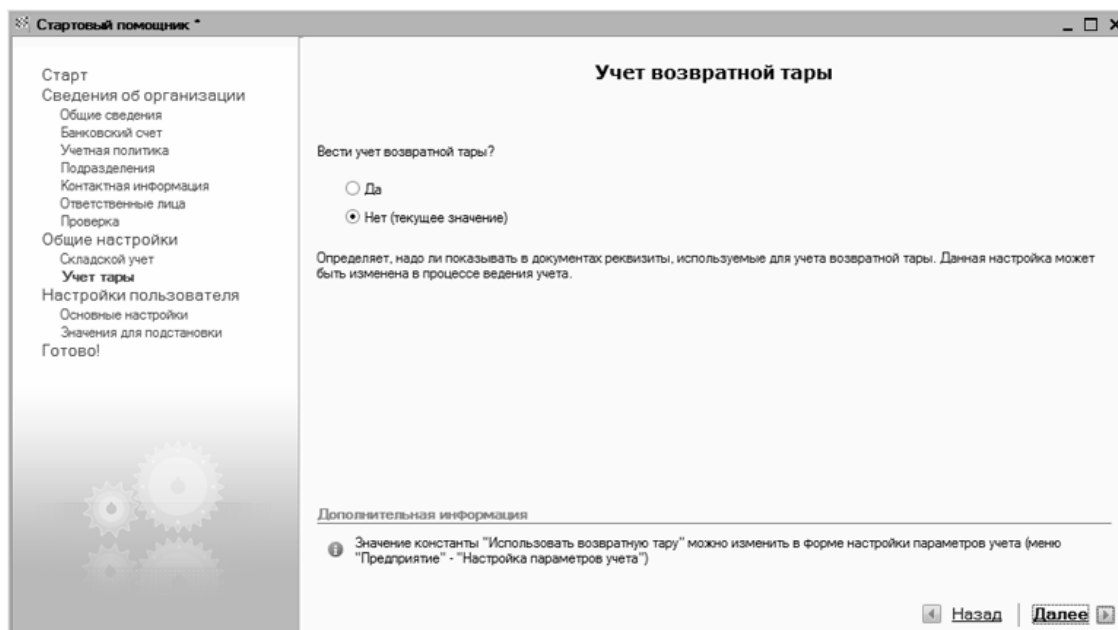 Стартовый помощник *
Старт
Сведения об организации
Общие сведения
Банковский счет
Учетная политика
Подразделения
Контактная информация
Ответственные лица
Проверка
Общие настройки
Складской учет
Учет тары
Настройки пользователя
Основные настройки
Значения для подстановки
Готово!
Учет возвратной тары
Вести учет возвратной тары?
Да
Нет (текущее значение)
Определяет, надо ли показывать в документах реквизиты, используемые для учета возвратной тары. Данная настройка может
быть изменена в процессе ведения учета.
Дополнительная информация
Значение константы "Использовать возвратную тару" можно изменить в форме настройки параметров учета (меню
"Предприятие" - "Настройка параметров учета")
Назад
Далее